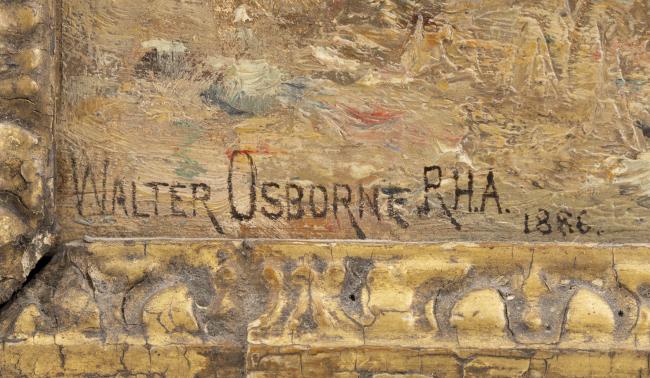 WALTER OSBORNE R.H.A. 1886.